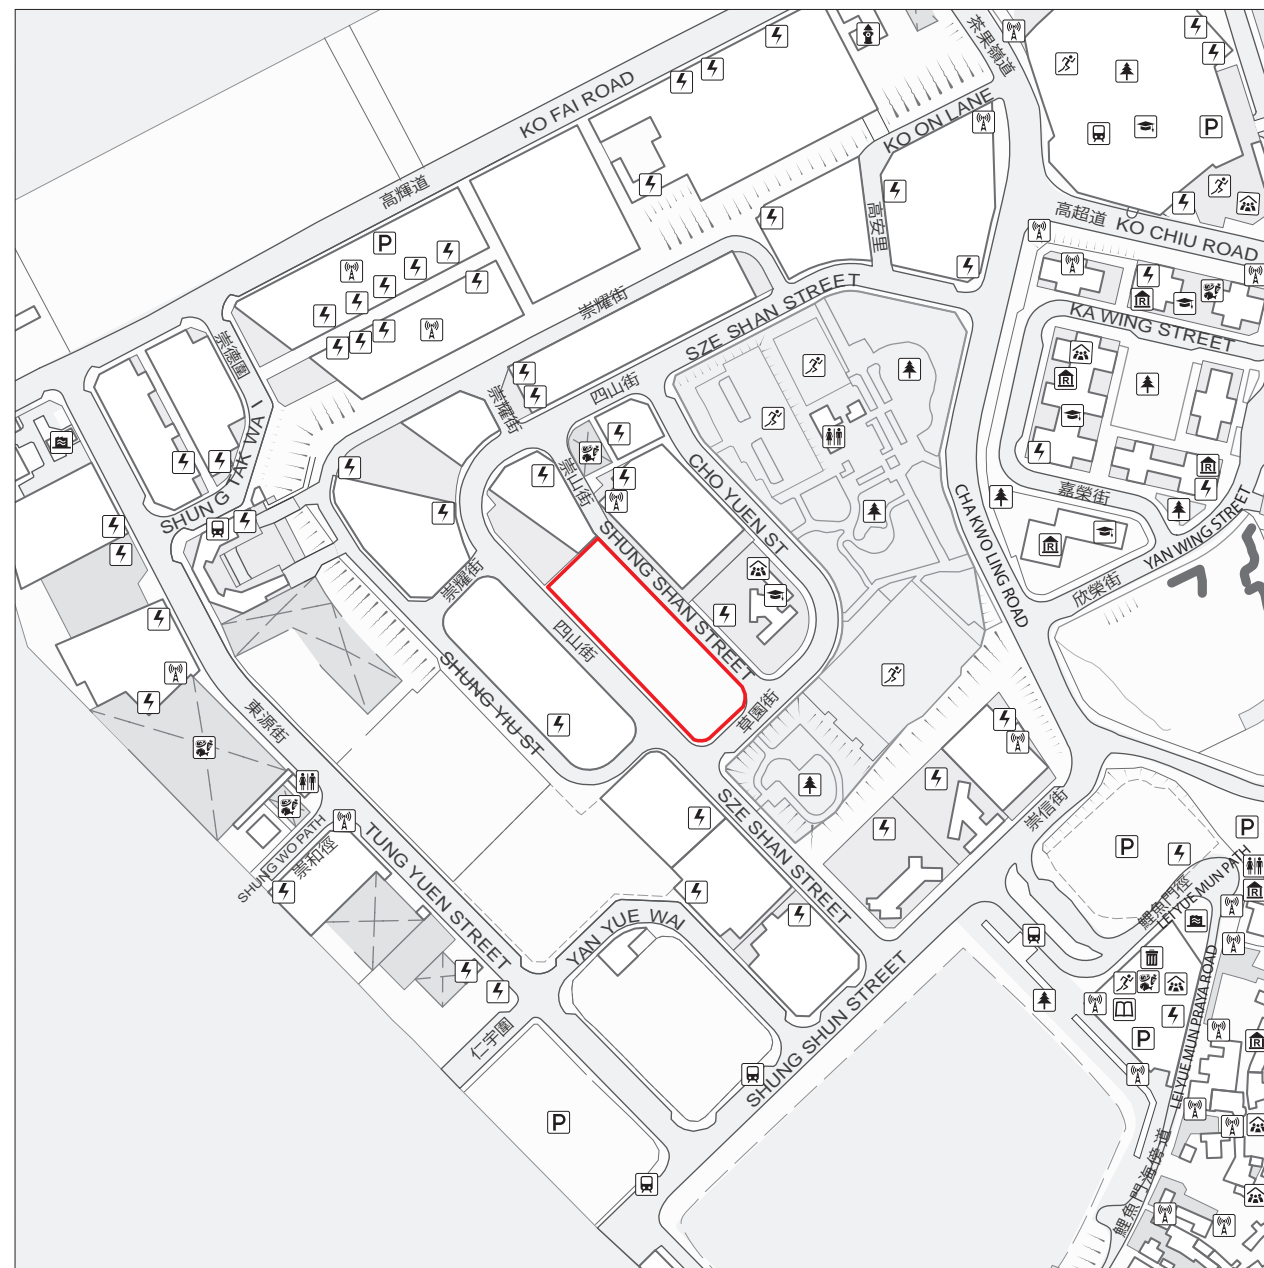 茶果嶺道
KO FAI ROAD
高輝道
KO ON LANE
高安里
高超道 KO CHIU ROAD
KA WING STREET
崇耀街
SZE SHAN STREET
四山街
崇德圍
SHUNG TAK WAI
崇耀街
崇山街
SHUNG SHAN STREET
CHO YUEN ST
CHA KWO LING ROAD
嘉榮街
YAN WING STREET
欣榮街
崇耀街
四山街
SHUNG YIU ST
草園街
東源街
SZE SHAN STREET
崇信街
SHUNG WO PATH
崇和徑
TUNG YUEN STREET
YAN YUE WAI
仁宇圍
SHUNG SHUN STREET
鯉魚門徑
LEI YUE MUN PATH
LEI YUE MUN PRAYA ROAD
鯉魚門海傍道
P
P
P
P
P
P
R
R
R
R
R
R